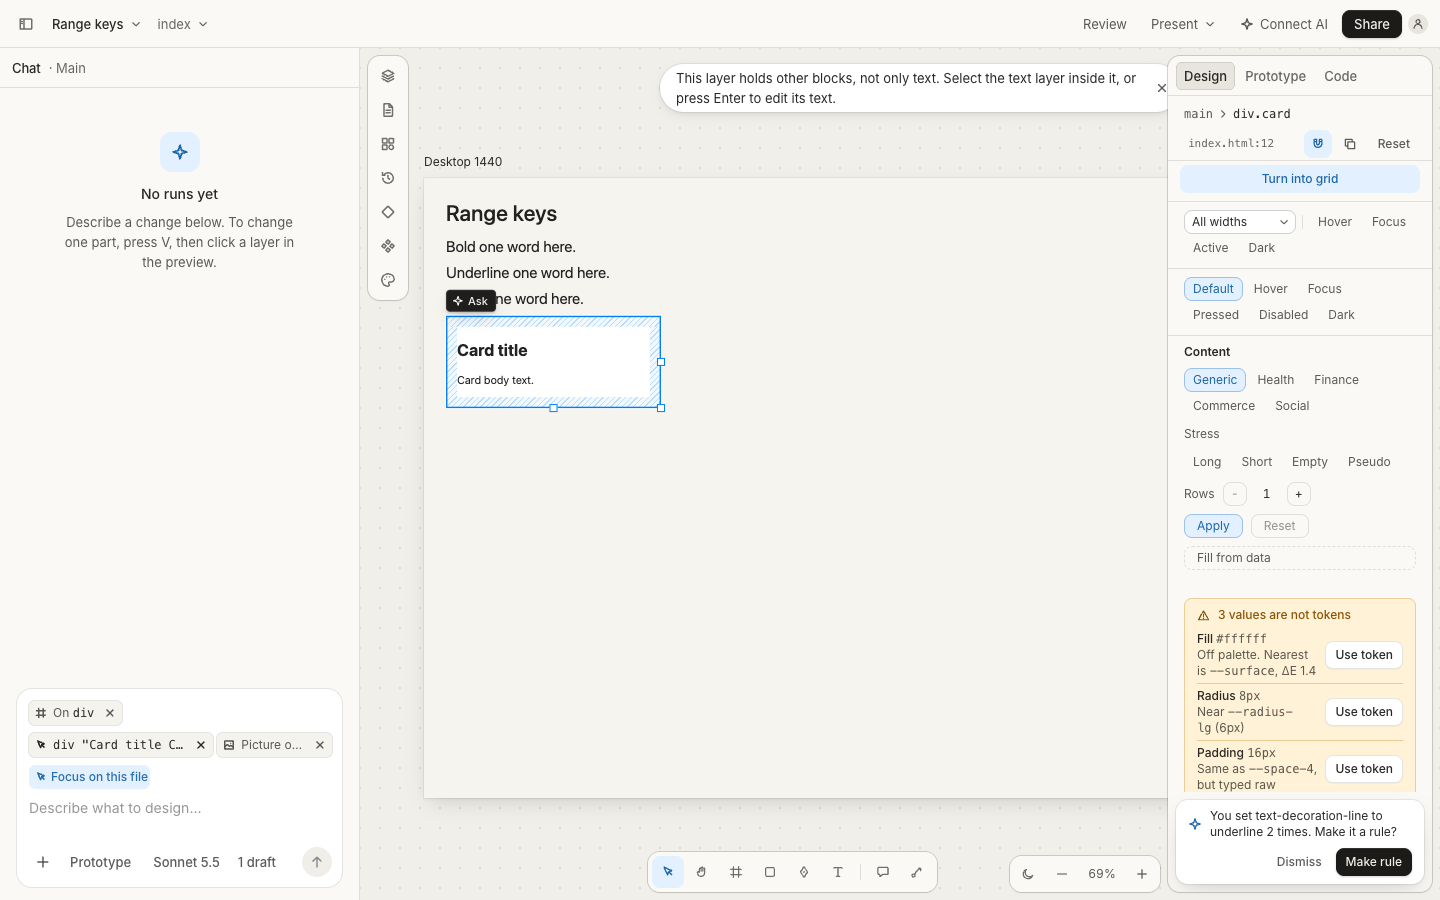 Range keys
index
Review
Present
Connect AI
Share
Chat · Main
No runs yet
Describe a change below. To change
one part, press V, then click a layer in
the preview.
On div
div "Card title C…
Picture o…
Focus on this file
Describe what to design...
Prototype
Sonnet 5.5
1 draft
This layer holds other blocks, not only text. Select the text layer inside it, or
press Enter to edit its text.
Desktop 1440
Range keys
Bold one word here.
Underline one word here.
ne word here.
Ask
Card title
Card body text.
69%
Design
Prototype
Code
main > div.card
index.html:12
Reset
Turn into grid
All widths
Hover
Focus
Active
Dark
Default
Hover
Focus
Pressed
Disabled
Dark
Content
Generic
Health
Finance
Commerce
Social
Stress
Long
Short
Empty
Pseudo
Rows
-
1
+
Apply
Reset
Fill from data
3 values are not tokens
Fill #ffffff
Off palette. Nearest
is --surface, ΔE 1.4
Use token
Radius 8px
Near --radius-
lg (6px)
Use token
Padding 16px
Same as --space-4,
but typed raw
Use token
You set text-decoration-line to
underline 2 times. Make it a rule?
Dismiss
Make rule